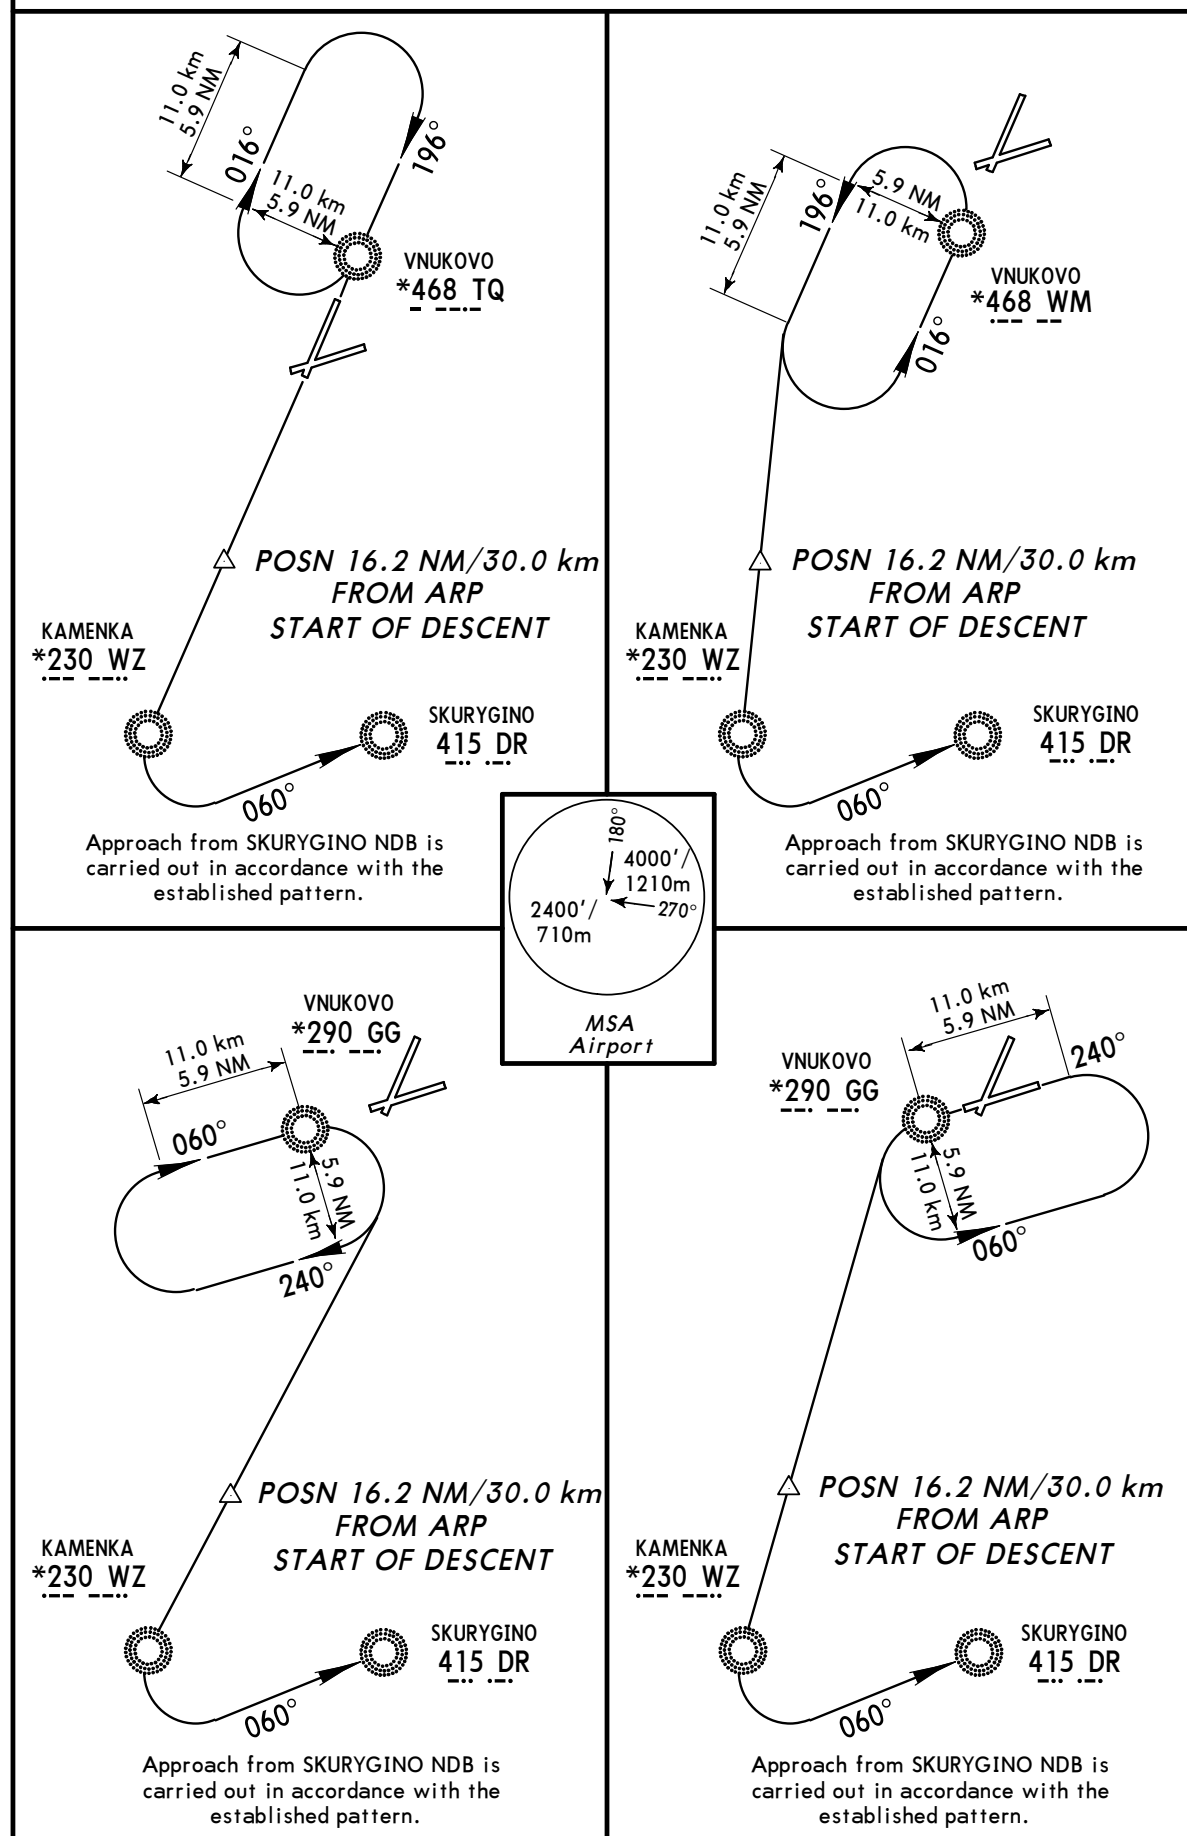 11.0 km
5.9 NM
016°
196°
11.0 km
5.9 NM
VNUKOVO
*468 TQ
POSN 16.2 NM/30.0 km
FROM ARP
START OF DESCENT
KAMENKA
*230 WZ
SKURYGINO
415 DR
060°
Approach from SKURYGINO NDB is
carried out in accordance with the
established pattern.
11.0 km
5.9 NM
196°
5.9 NM
11.0 km
VNUKOVO
*468 WM
016°
POSN 16.2 NM/30.0 km
FROM ARP
START OF DESCENT
KAMENKA
*230 WZ
SKURYGINO
415 DR
060°
Approach from SKURYGINO NDB is
carried out in accordance with the
established pattern.
180°
4000'/
1210m
270°
2400'/
710m
MSA
Airport
VNUKOVO
*290 GG
11.0 km
5.9 NM
060°
5.9 NM
11.0 km
240°
POSN 16.2 NM/30.0 km
FROM ARP
START OF DESCENT
KAMENKA
*230 WZ
SKURYGINO
415 DR
060°
Approach from SKURYGINO NDB is
carried out in accordance with the
established pattern.
11.0 km
5.9 NM
240°
VNUKOVO
*290 GG
5.9 NM
11.0 km
060°
POSN 16.2 NM/30.0 km
FROM ARP
START OF DESCENT
KAMENKA
*230 WZ
SKURYGINO
415 DR
060°
Approach from SKURYGINO NDB is
carried out in accordance with the
established pattern.